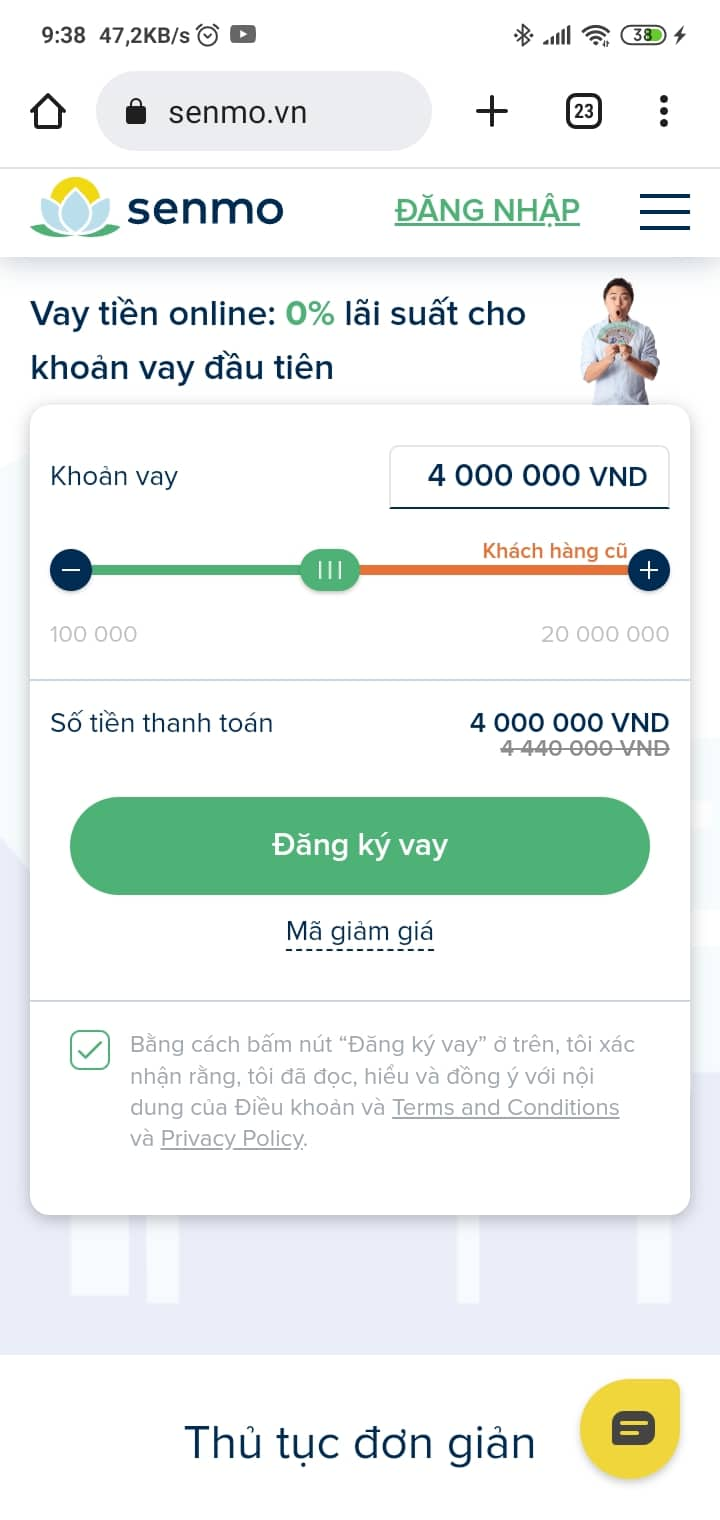 9:38 47,2KB/s 38
senmo.vn 23
senmo ĐĂNG NHẬP
Vay tiền online: 0% lãi suất cho
khoản vay đầu tiên
Khoản vay 4 000 000 VND
Khách hàng cũ
100 000 20 000 000
Số tiền thanh toán 4 000 000 VND
4 440 000 VND
Đăng ký vay
Mã giảm giá
Bằng cách bấm nút “Đăng ký vay” ở trên, tôi xác
nhận rằng, tôi đã đọc, hiểu và đồng ý với nội
dung của Điều khoản và Terms and Conditions
và Privacy Policy.
Thủ tục đơn giản